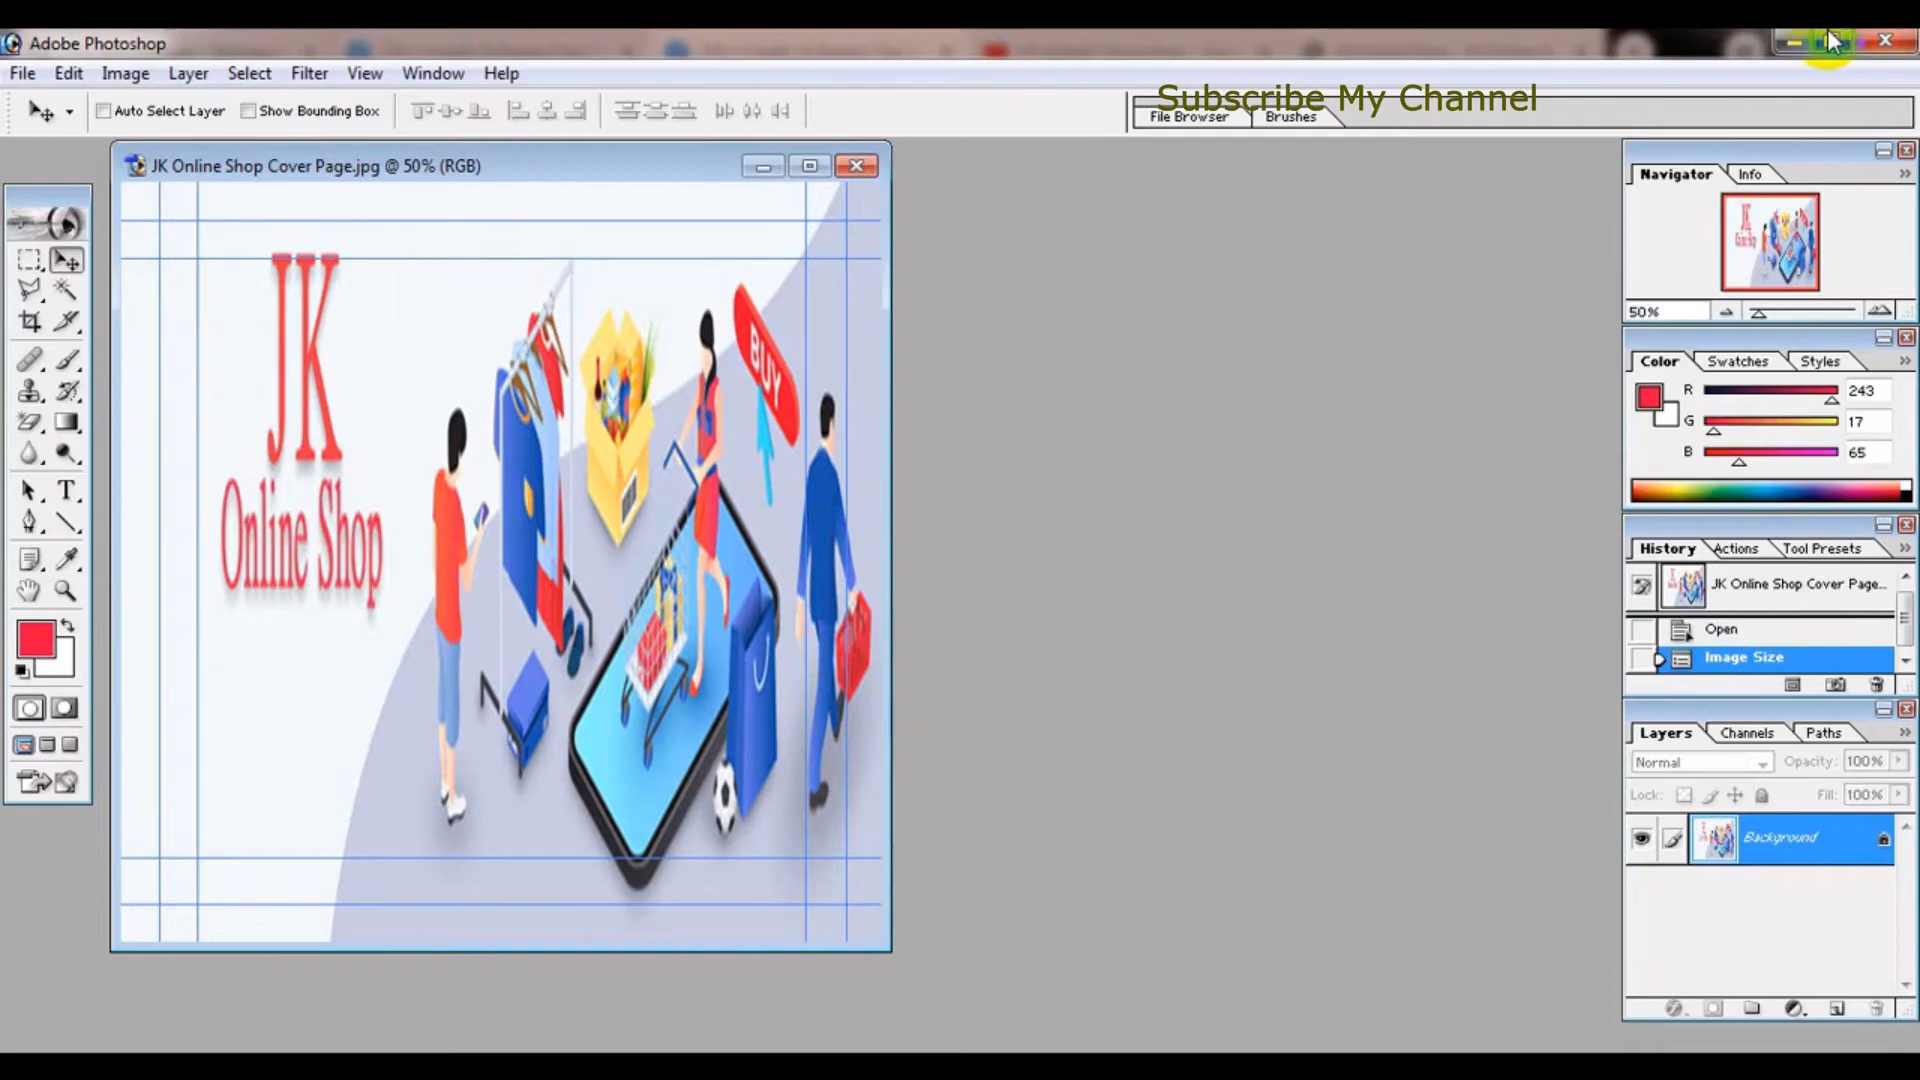 Adobe Photoshop
File Edit Image Layer Select Filter View Window Help
Subscribe My Channel
Auto Select Layer Show Bounding Box
File Browser Brushes
JK Online Shop Cover Page.jpg @ 50% (RGB)
JK
Online Shop
BUY
Navigator Info
50%
Color Swatches Styles
R 243
G 17
B 65
History Actions Tool Presets
JK Online Shop Cover Page...
Open
Image Size
Layers Channels Paths
Normal Opacity: 100%
Lock: Fill: 100%
Background